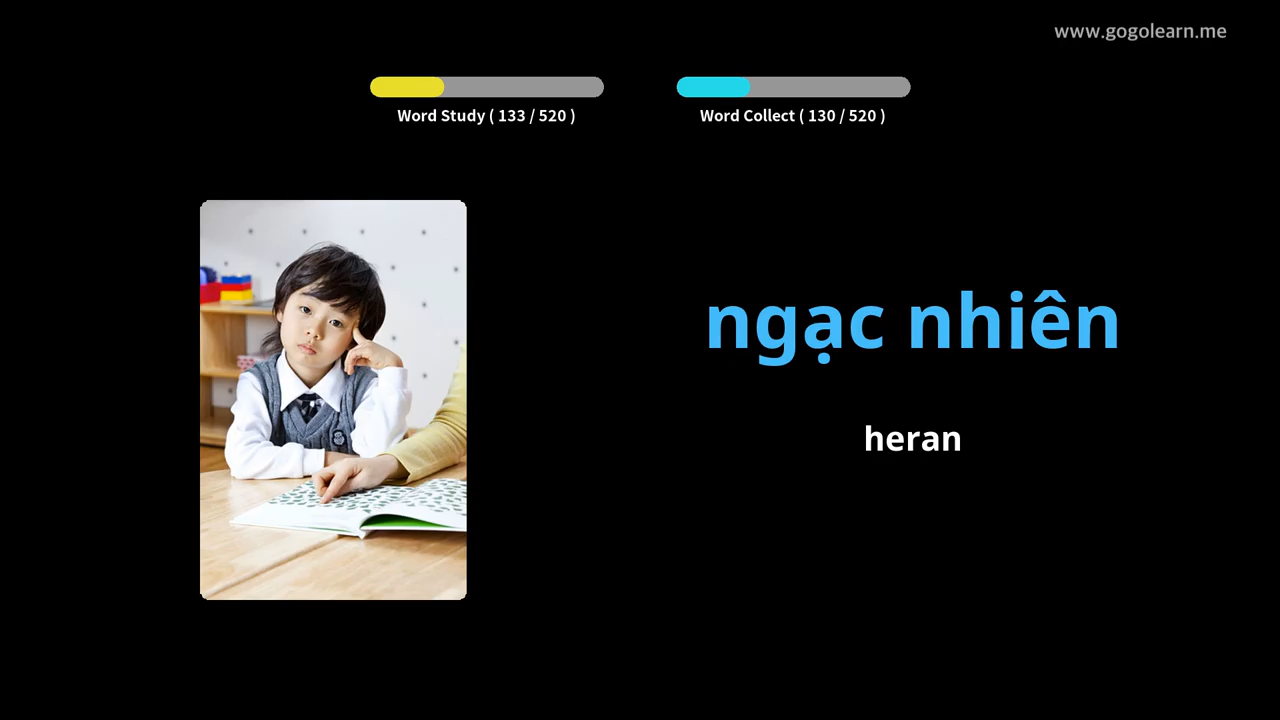 www.gogolearn.me
Word Study ( 133 / 520 )
Word Collect ( 130 / 520 )
ngạc nhiên
heran